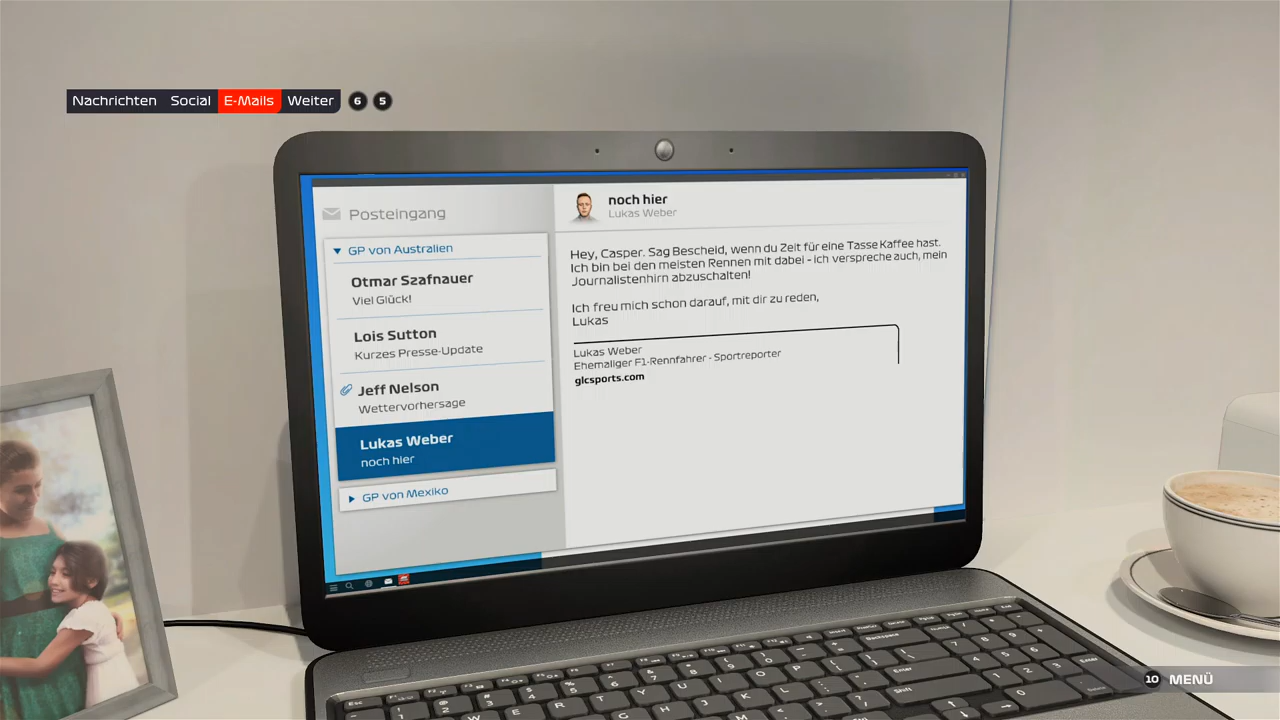 Nachrichten Social E-Mails Weiter 6 5
Posteingang
GP von Australien
Otmar Szafnauer
Viel Glück!
Lois Sutton
Kurzes Presse-Update
Jeff Nelson
Wettervorhersage
Lukas Weber
noch hier
GP von Mexiko
noch hier
Lukas Weber
Hey, Casper. Sag Bescheid, wenn du Zeit für eine Tasse Kaffee hast.
Ich bin bei den meisten Rennen mit dabei - ich verspreche auch, mein
Journalistenhirn abzuschalten!
Ich freu mich schon darauf, mit dir zu reden,
Lukas
Lukas Weber
Ehemaliger F1-Rennfahrer - Sportreporter
glcsports.com
10 MENÜ